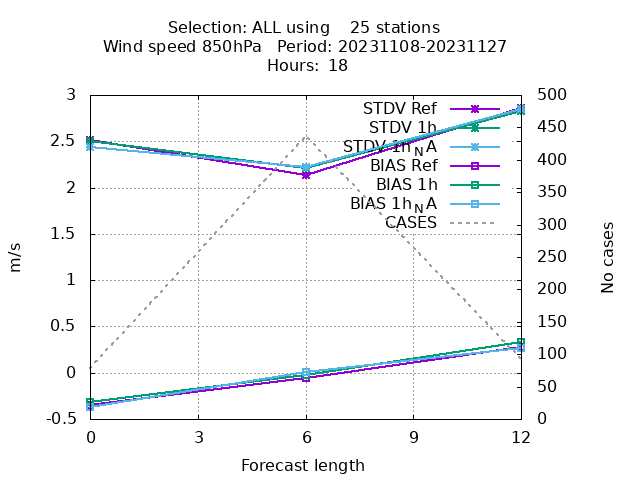 Selection: ALL using    25 stations
Wind speed 850hPa   Period: 20231108-20231127
Hours:  18
STDV Ref
STDV 1h
STDV 1h_NA
BIAS Ref
BIAS 1h
BIAS 1h_NA
CASES
3
2.5
2
1.5
1
0.5
0
-0.5
m/s
500
450
400
350
300
250
200
150
100
50
0
No cases
0 3 6 9 12
Forecast length